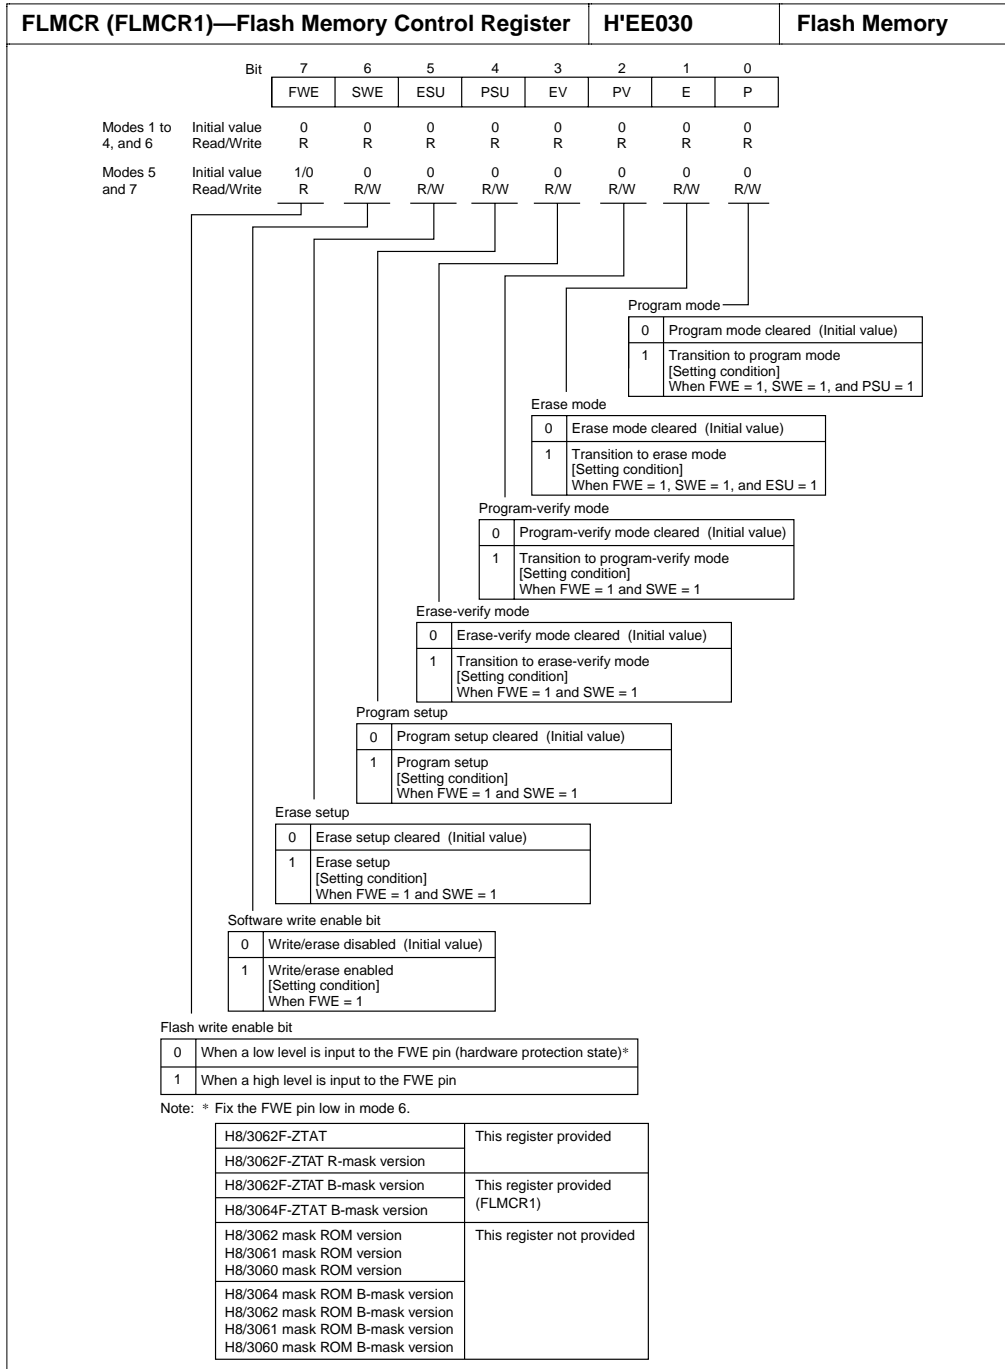 FLMCR (FLMCR1)—Flash Memory Control Register H'EE030 Flash Memory
Bit 7 6 5 4 3 2 1 0
FWE SWE ESU PSU EV PV E P
Modes 1 to Initial value 0 0 0 0 0 0 0 0
4, and 6 Read/Write R R R R R R R R
Modes 5 Initial value 1/0 0 0 0 0 0 0 0
and 7 Read/Write R R/W R/W R/W R/W R/W R/W R/W
Program mode
0 Program mode cleared (Initial value)
1 Transition to program mode
[Setting condition]
When FWE = 1, SWE = 1, and PSU = 1
Erase mode
0 Erase mode cleared (Initial value)
1 Transition to erase mode
[Setting condition]
When FWE = 1, SWE = 1, and ESU = 1
Program-verify mode
0 Program-verify mode cleared (Initial value)
1 Transition to program-verify mode
[Setting condition]
When FWE = 1 and SWE = 1
Erase-verify mode
0 Erase-verify mode cleared (Initial value)
1 Transition to erase-verify mode
[Setting condition]
When FWE = 1 and SWE = 1
Program setup
0 Program setup cleared (Initial value)
1 Program setup
[Setting condition]
When FWE = 1 and SWE = 1
Erase setup
0 Erase setup cleared (Initial value)
1 Erase setup
[Setting condition]
When FWE = 1 and SWE = 1
Software write enable bit
0 Write/erase disabled (Initial value)
1 Write/erase enabled
[Setting condition]
When FWE = 1
Flash write enable bit
0 When a low level is input to the FWE pin (hardware protection state)*
1 When a high level is input to the FWE pin
Note: * Fix the FWE pin low in mode 6.
H8/3062F-ZTAT This register provided
H8/3062F-ZTAT R-mask version
H8/3062F-ZTAT B-mask version This register provided
H8/3064F-ZTAT B-mask version (FLMCR1)
H8/3062 mask ROM version This register not provided
H8/3061 mask ROM version
H8/3060 mask ROM version
H8/3064 mask ROM B-mask version
H8/3062 mask ROM B-mask version
H8/3061 mask ROM B-mask version
H8/3060 mask ROM B-mask version